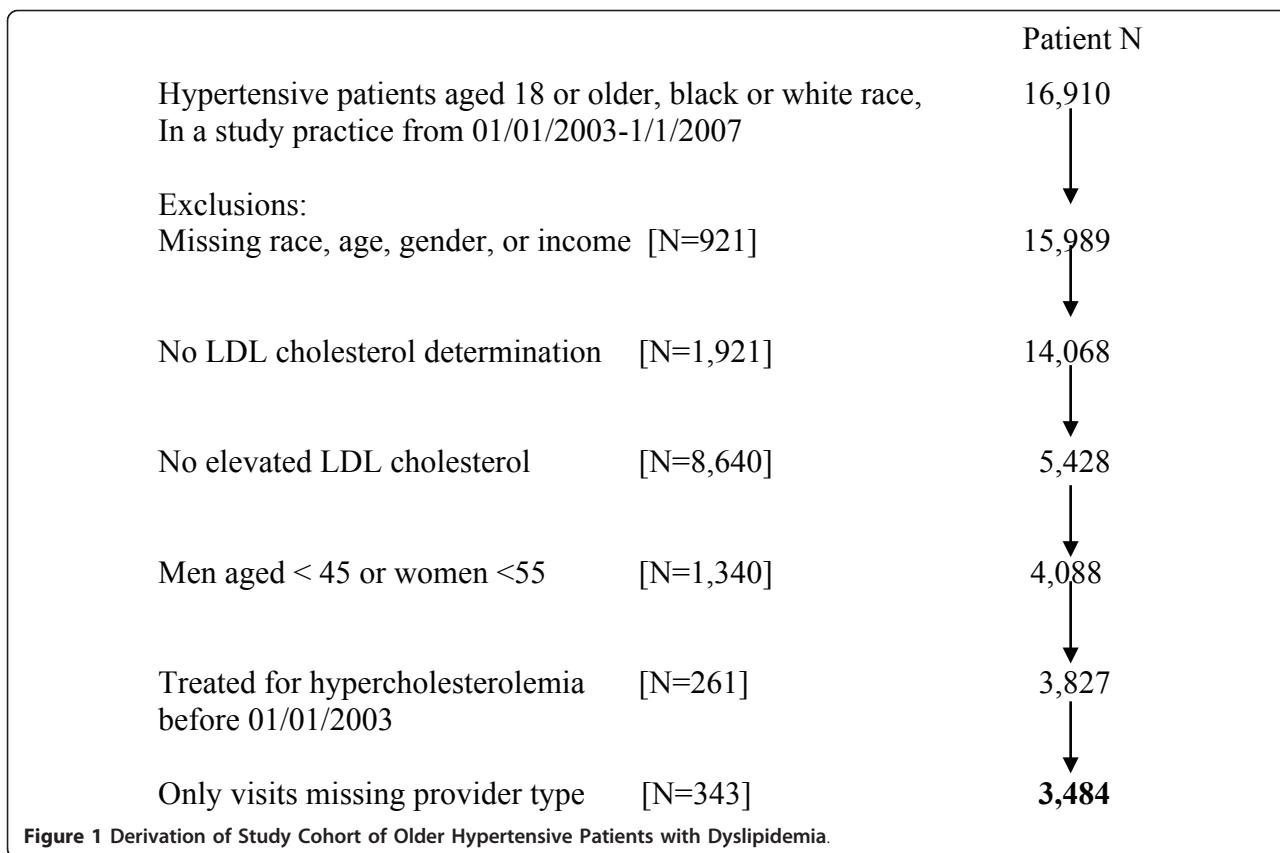 Patient N
Hypertensive patients aged 18 or older, black or white race, 16,910
In a study practice from 01/01/2003-1/1/2007
Exclusions:
Missing race, age, gender, or income [N=921] 15,989
No LDL cholesterol determination [N=1,921] 14,068
No elevated LDL cholesterol [N=8,640] 5,428
Men aged < 45 or women <55 [N=1,340] 4,088
Treated for hypercholesterolemia [N=261] 3,827
before 01/01/2003
Only visits missing provider type [N=343] 3,484
Figure 1 Derivation of Study Cohort of Older Hypertensive Patients with Dyslipidemia.